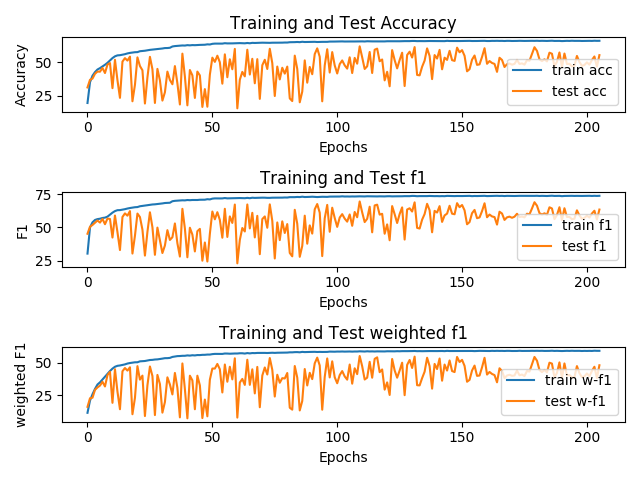 Training and Test Accuracy
Accuracy
50
25
train acc
test acc
0 50 100 150 200
Epochs
Training and Test f1
F1
75
50
25
train f1
test f1
0 50 100 150 200
Epochs
Training and Test weighted f1
weighted F1
50
25
train w-f1
test w-f1
0 50 100 150 200
Epochs